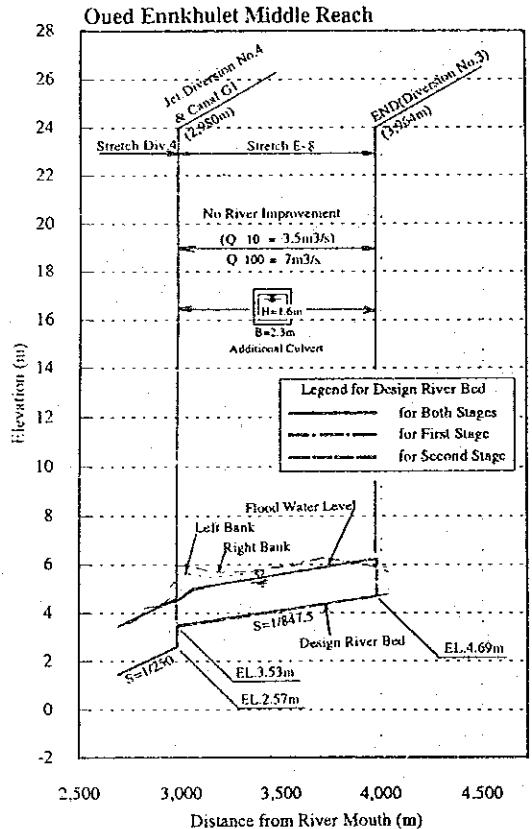 Oued Ennkhulet Middle Reach
28
26
24
22
20
18
16
14
12
10
8
6
4
2
0
-2
Elevation (m)
Jct Diversion No.4
& Canal G1
(2.980m)
END(Diversion No.3)
(3.964m)
Stretch Div.4
Stretch E-8
No River Improvement
(Q 10 = 3.5m3/s)
Q 100 = 7m3/s
H=1.6m
B=2.3m
Additional Culvert
Legend for Design River Bed
for Both Stages
for First Stage
for Second Stage
Flood Water Level
Left Bank
Right Bank
S=1/847.5
Design River Bed
S=1/250
EL.3.53m
EL.4.69m
EL.2.57m
2,500 3,000 3,500 4,000 4,500
Distance from River Mouth (m)